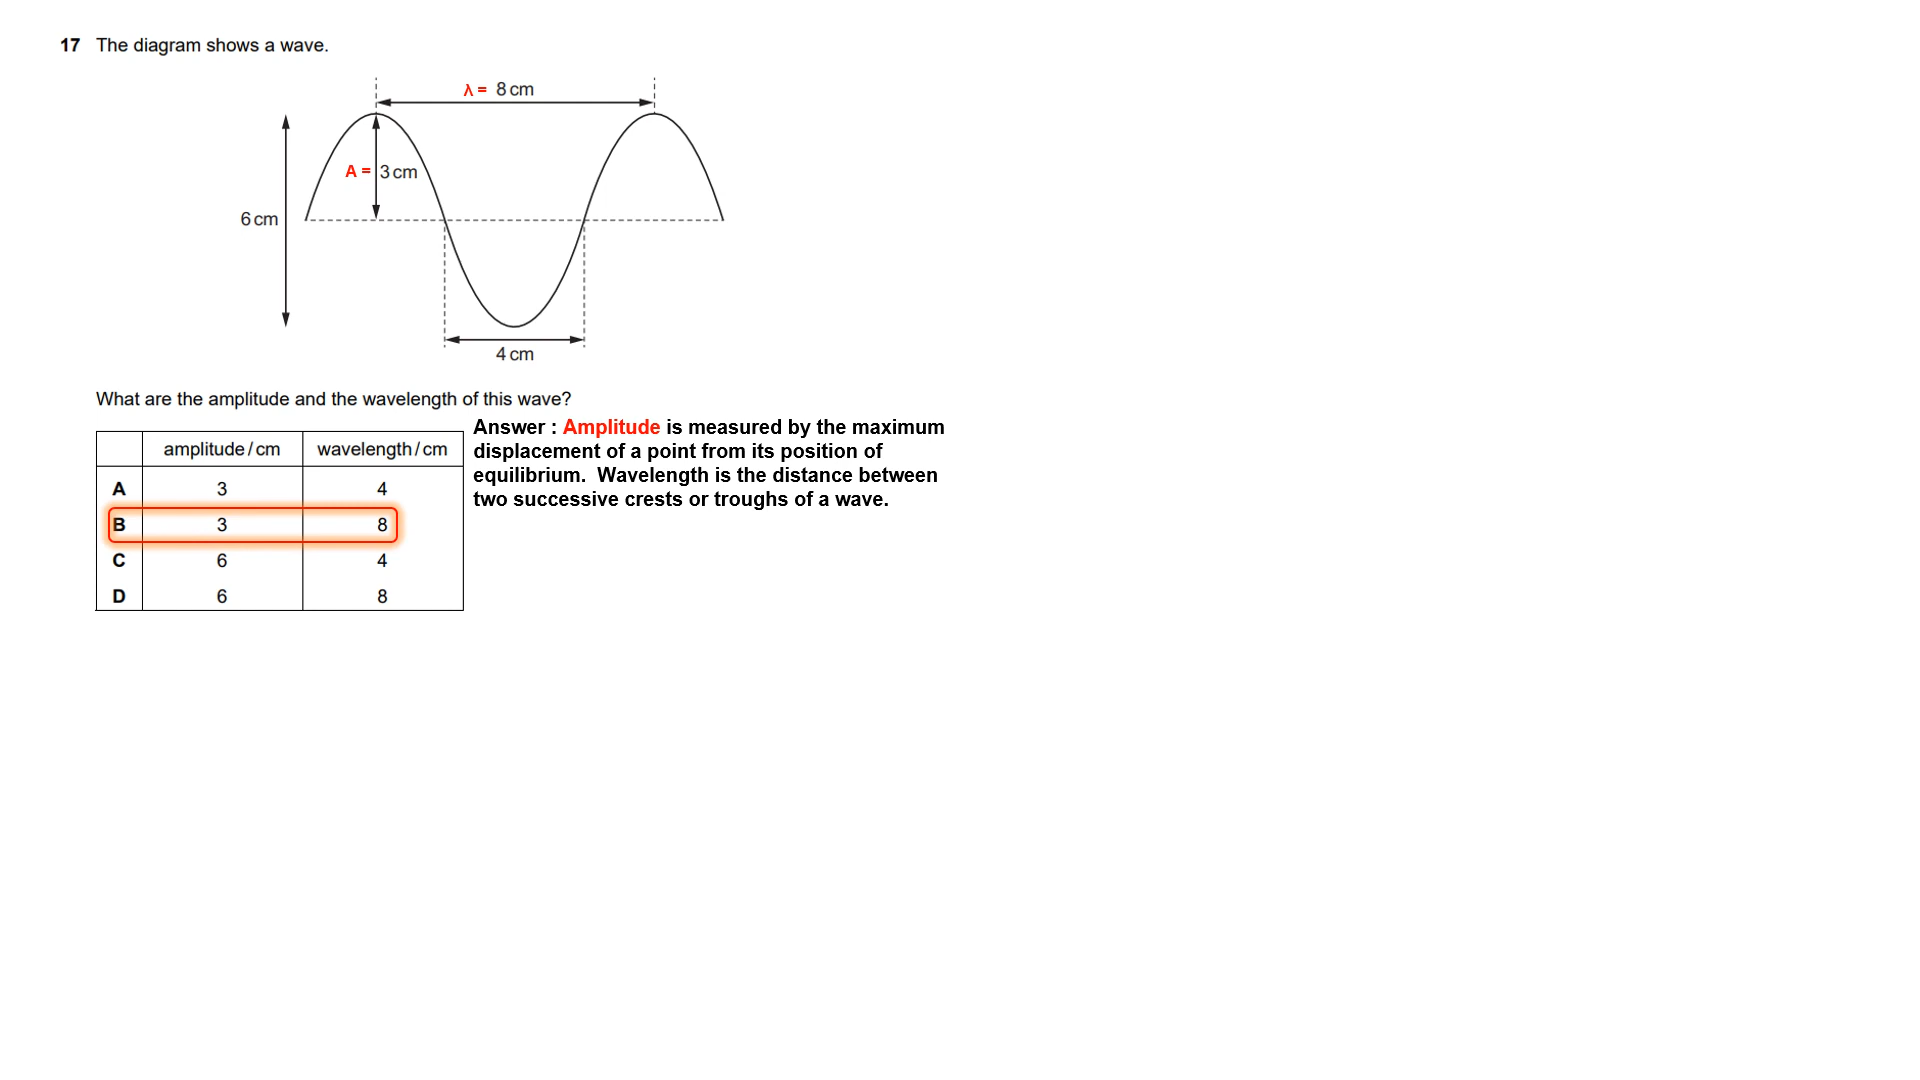 17 The diagram shows a wave.
λ = 8 cm
A = 3 cm
6 cm
4 cm
What are the amplitude and the wavelength of this wave?
Answer : Amplitude is measured by the maximum
displacement of a point from its position of
equilibrium. Wavelength is the distance between
two successive crests or troughs of a wave.
amplitude / cm wavelength / cm
A 3 4
B 3 8
C 6 4
D 6 8